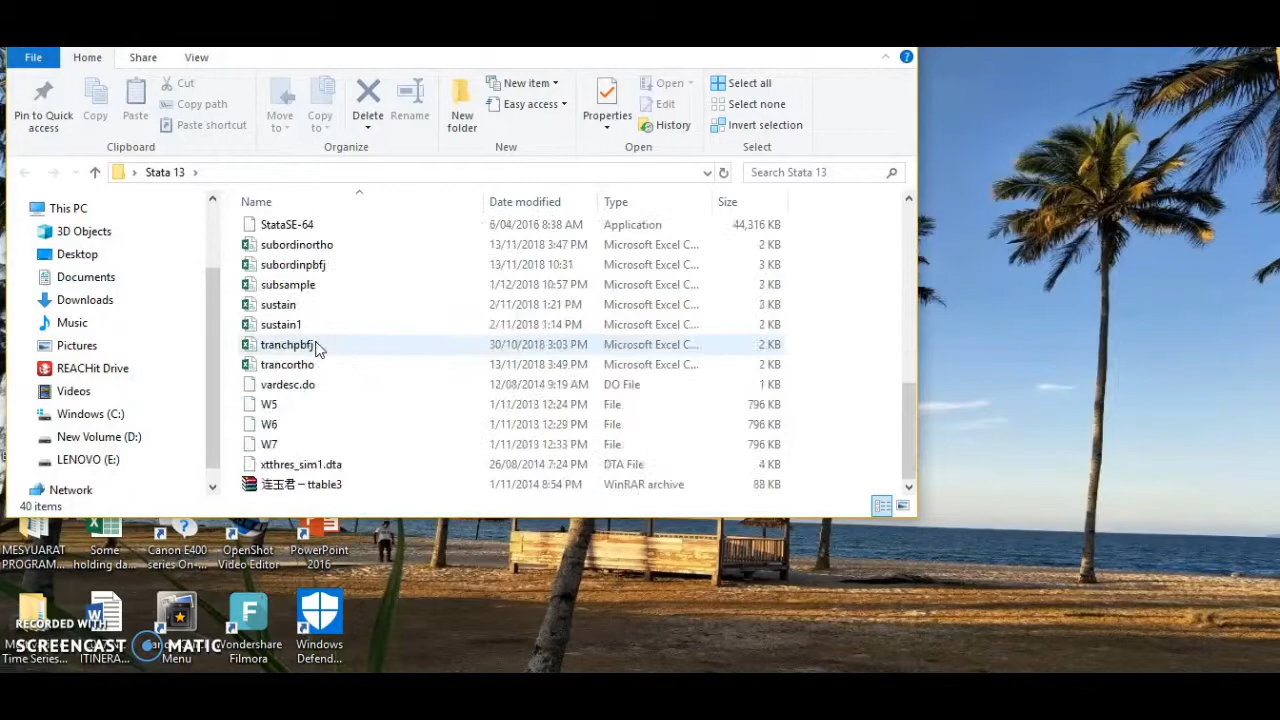 File Home Share View
Pin to Quick access
Copy
Paste
Cut
Copy path
Paste shortcut
Clipboard
Move to
Copy to
Delete
Rename
Organize
New folder
New item
Easy access
New
Properties
Open
Edit
History
Open
Select all
Select none
Invert selection
Select
Stata 13
Search Stata 13
This PC
3D Objects
Desktop
Documents
Downloads
Music
Pictures
REACHit Drive
Videos
Windows (C:)
New Volume (D:)
LENOVO (E:)
Network
Name Date modified Type Size
StataSE-64 6/04/2016 8:38 AM Application 44,316 KB
subordinortho 13/11/2018 3:47 PM Microsoft Excel C... 2 KB
subordinpbfj 13/11/2018 10:31 Microsoft Excel C... 3 KB
subsample 1/12/2018 10:57 PM Microsoft Excel C... 3 KB
sustain 2/11/2018 1:21 PM Microsoft Excel C... 3 KB
sustain1 2/11/2018 1:14 PM Microsoft Excel C... 2 KB
tranchpbfj 30/10/2018 3:03 PM Microsoft Excel C... 2 KB
trancortho 13/11/2018 3:49 PM Microsoft Excel C... 2 KB
vardesc.do 12/08/2014 9:19 AM DO File 1 KB
W5 1/11/2013 12:24 PM File 796 KB
W6 1/11/2013 12:29 PM File 796 KB
W7 1/11/2013 12:33 PM File 796 KB
xtthres_sim1.dta 26/08/2014 7:24 PM DTA File 4 KB
连玉君－ttable3 1/11/2014 8:54 PM WinRAR archive 88 KB
40 items
MESYUARAT PROGRAM...
Some holding da...
Canon E400 series On-...
OpenShot Video Editor
PowerPoint 2016
Time Series...
ITINERA...
Menu
Wondershare Filmora
Windows Defend...
RECORDED WITH
SCREENCAST MATIC